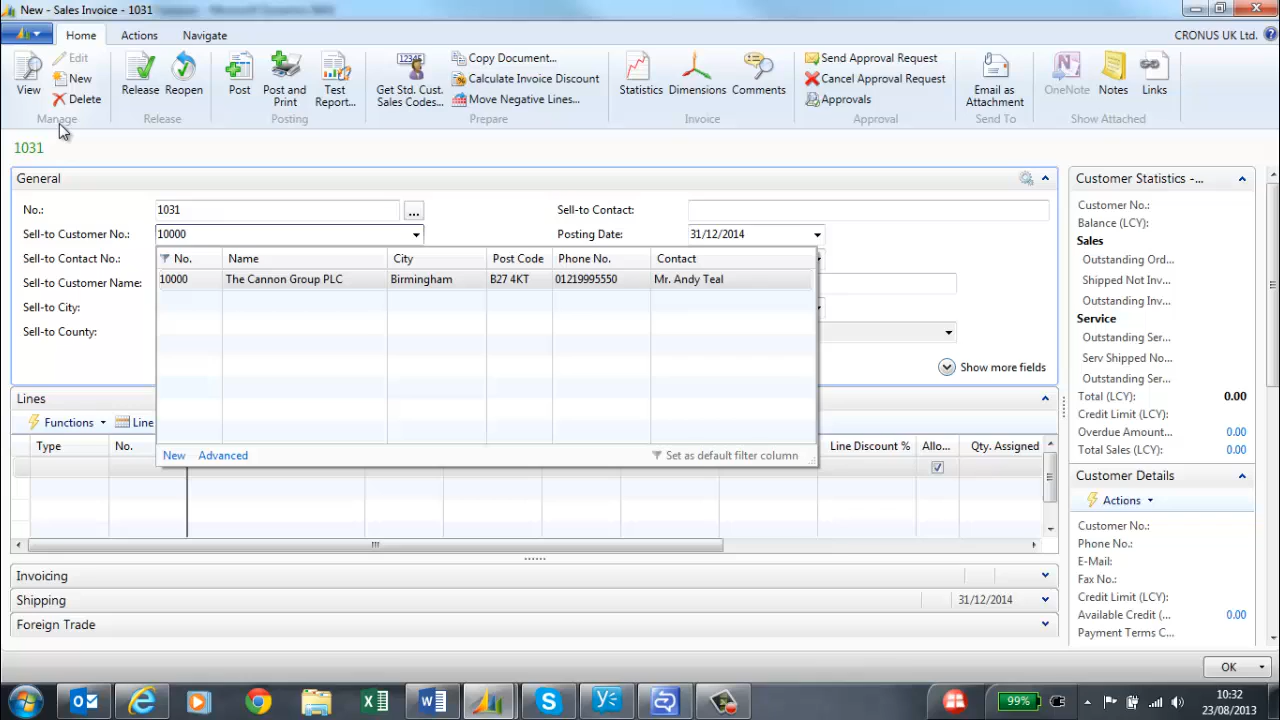 New - Sales Invoice - 1031
Home Actions Navigate CRONUS UK Ltd.
View Edit New Delete
Manage
Release Reopen
Release
Post Post and Print Test Report...
Posting
Get Std. Cust. Sales Codes... Copy Document... Calculate Invoice Discount Move Negative Lines...
Prepare
Statistics Dimensions Comments
Invoice
Send Approval Request Cancel Approval Request Approvals
Approval
Email as Attachment
Send To
OneNote Notes Links
Show Attached
1031
General
No.: 1031 ... Sell-to Contact:
Sell-to Customer No.: 10000 Posting Date: 31/12/2014
Sell-to Contact No.:
Sell-to Customer Name:
Sell-to City:
Sell-to County:
No. Name City Post Code Phone No. Contact
10000 The Cannon Group PLC Birmingham B27 4KT 01219995550 Mr. Andy Teal
New Advanced Set as default filter column
Show more fields
Lines
Functions Line
Type No. Line Discount % Allo... Qty. Assigned
Invoicing
Shipping 31/12/2014
Foreign Trade
Customer Statistics -...
Customer No.:
Balance (LCY):
Sales
Outstanding Ord...
Shipped Not Inv...
Outstanding Inv...
Service
Outstanding Ser...
Serv Shipped No...
Outstanding Ser...
Total (LCY): 0.00
Credit Limit (LCY):
Overdue Amount... 0.00
Total Sales (LCY): 0.00
Customer Details
Actions
Customer No.:
Phone No.:
E-Mail:
Fax No.:
Credit Limit (LCY):
Available Credit (... 0.00
Payment Terms C...
OK
99%
10:32
23/08/2013